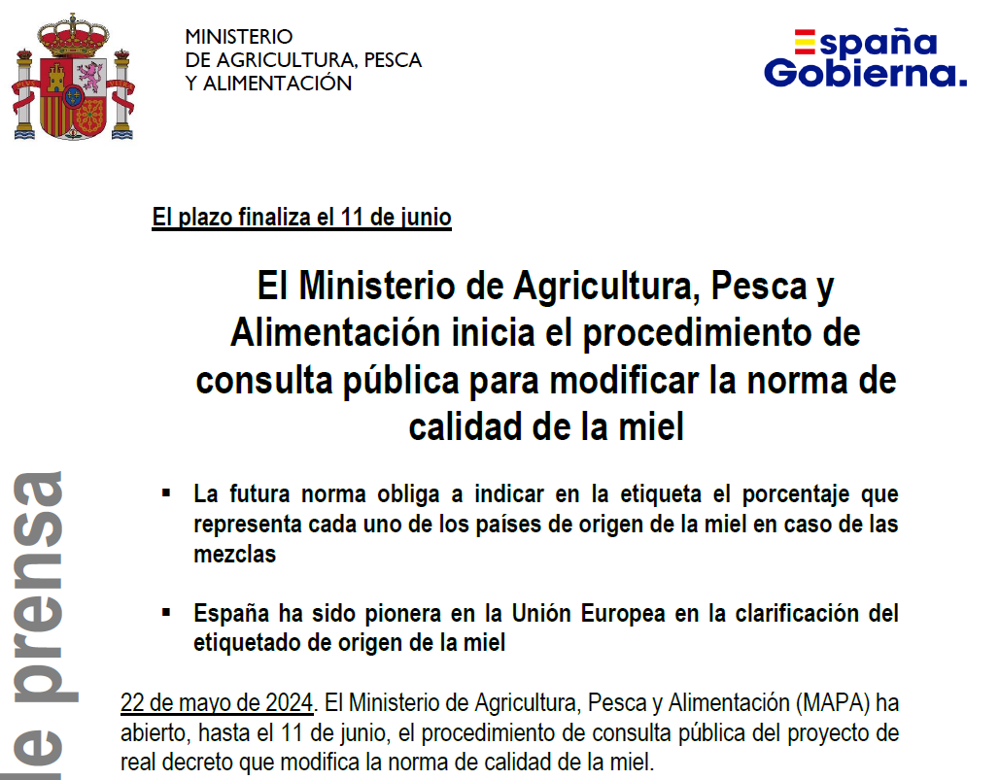 MINISTERIO
DE AGRICULTURA, PESCA
Y ALIMENTACIÓN
España
Gobierna.
El plazo finaliza el 11 de junio
El Ministerio de Agricultura, Pesca y
Alimentación inicia el procedimiento de
consulta pública para modificar la norma de
calidad de la miel
▪ La futura norma obliga a indicar en la etiqueta el porcentaje que
representa cada uno de los países de origen de la miel en caso de las
mezclas
▪ España ha sido pionera en la Unión Europea en la clarificación del
etiquetado de origen de la miel
22 de mayo de 2024. El Ministerio de Agricultura, Pesca y Alimentación (MAPA) ha
abierto, hasta el 11 de junio, el procedimiento de consulta pública del proyecto de
real decreto que modifica la norma de calidad de la miel.
de prensa